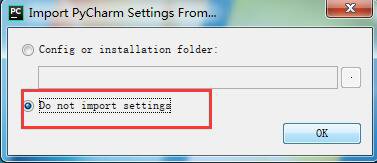 PC Import PyCharm Settings From...
Config or installation folder:
.
Do not import settings
OK